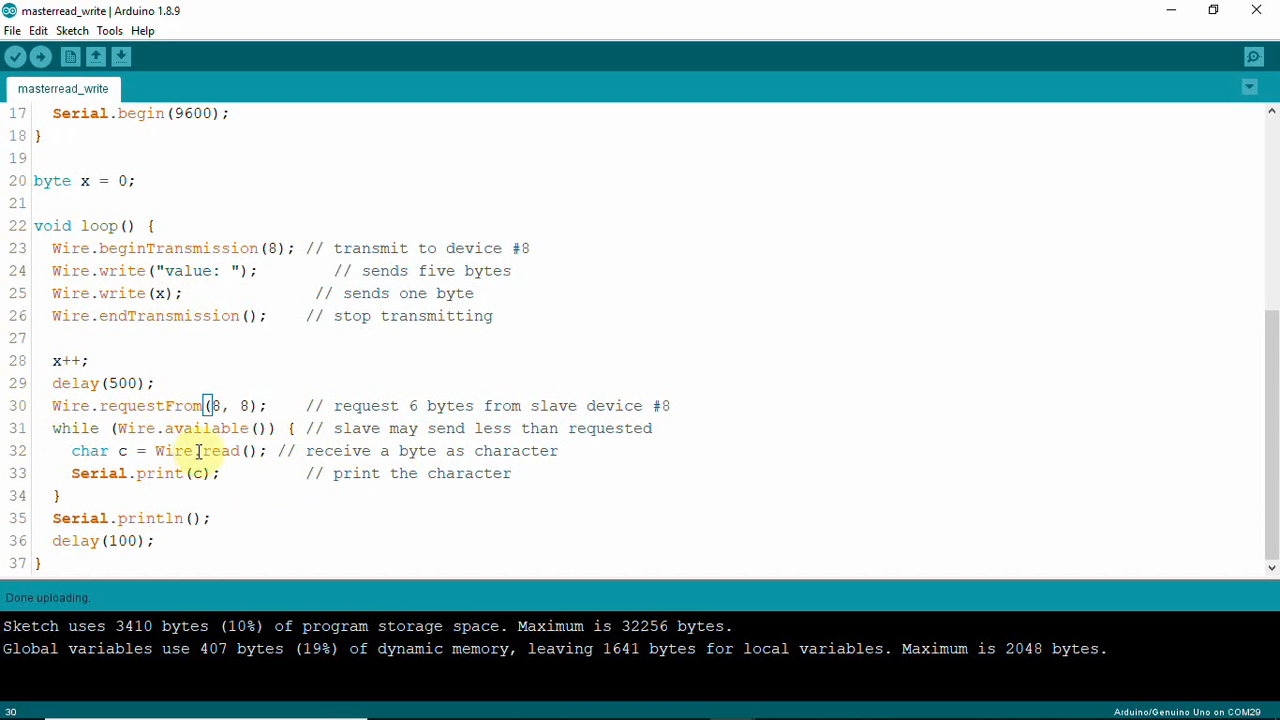 masterread_write | Arduino 1.8.9
File Edit Sketch Tools Help
masterread_write
17 Serial.begin(9600);
18 }
19
20 byte x = 0;
21
22 void loop() {
23 Wire.beginTransmission(8); // transmit to device #8
24 Wire.write("value: "); // sends five bytes
25 Wire.write(x); // sends one byte
26 Wire.endTransmission(); // stop transmitting
27
28 x++;
29 delay(500);
30 Wire.requestFrom(8, 8); // request 6 bytes from slave device #8
31 while (Wire.available()) { // slave may send less than requested
32 char c = Wire.read(); // receive a byte as character
33 Serial.print(c); // print the character
34 }
35 Serial.println();
36 delay(100);
37 }
Done uploading.
Sketch uses 3410 bytes (10%) of program storage space. Maximum is 32256 bytes.
Global variables use 407 bytes (19%) of dynamic memory, leaving 1641 bytes for local variables. Maximum is 2048 bytes.
30 Arduino/Genuino Uno on COM29